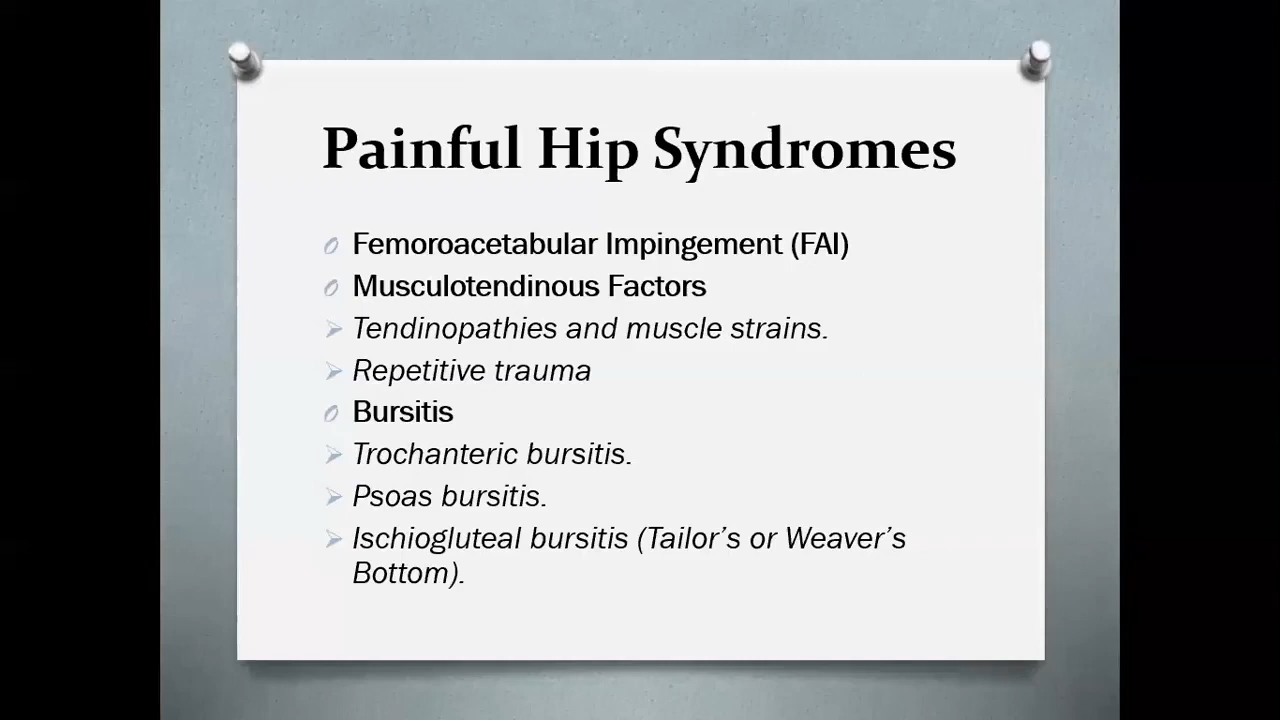 Painful Hip Syndromes
Femoroacetabular Impingement (FAI)
Musculotendinous Factors
Tendinopathies and muscle strains.
Repetitive trauma
Bursitis
Trochanteric bursitis.
Psoas bursitis.
Ischiogluteal bursitis (Tailor’s or Weaver’s
Bottom).